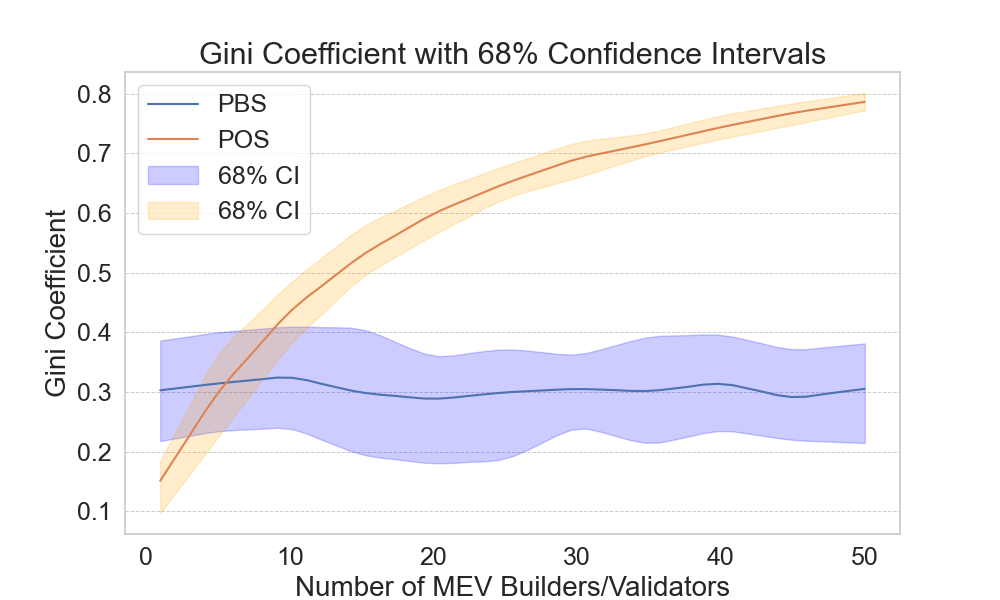 Gini Coefficient with 68% Confidence Intervals
PBS
POS
68% CI
68% CI
Gini Coefficient
0.8
0.7
0.6
0.5
0.4
0.3
0.2
0.1
0 10 20 30 40 50
Number of MEV Builders/Validators